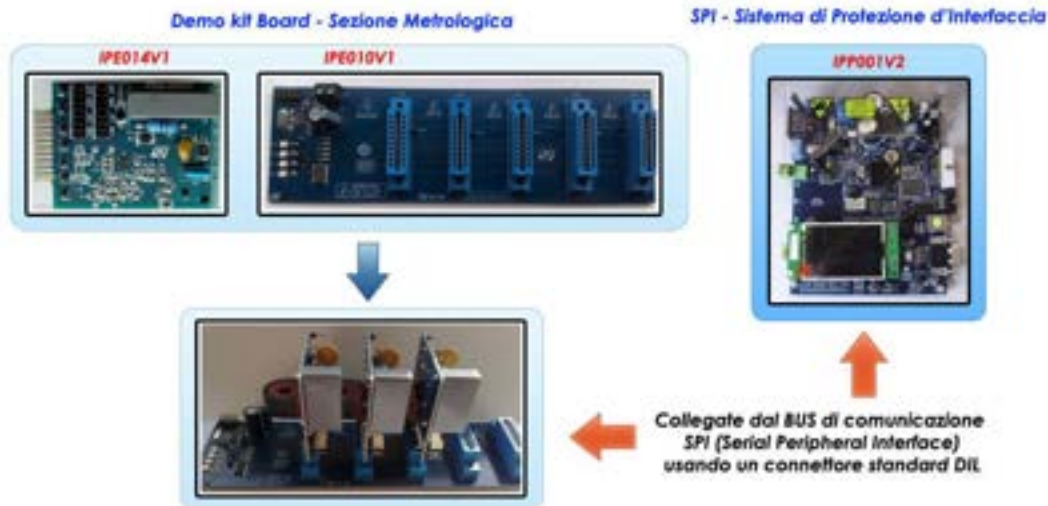 Demo kit Board - Sezione Metrologica
SPI - Sistema di Protezione d'Interfaccia
IPE014V1
IPE010V1
IPP001V2
Collegate dal BUS di comunicazione
SPI (Serial Peripheral Interface)
usando un connettore standard DIL